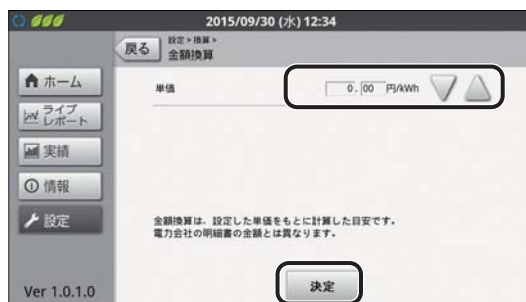 2015/09/30 (水) 12:34
戻る
設定 > 換算 >
金額換算
ホーム
ライブ
レポート
実績
情報
設定
単価
0 . 00 円/kWh
金額換算は、設定した単価をもとに計算した目安です。
電力会社の明細書の金額とは異なります。
決定
Ver 1.0.1.0